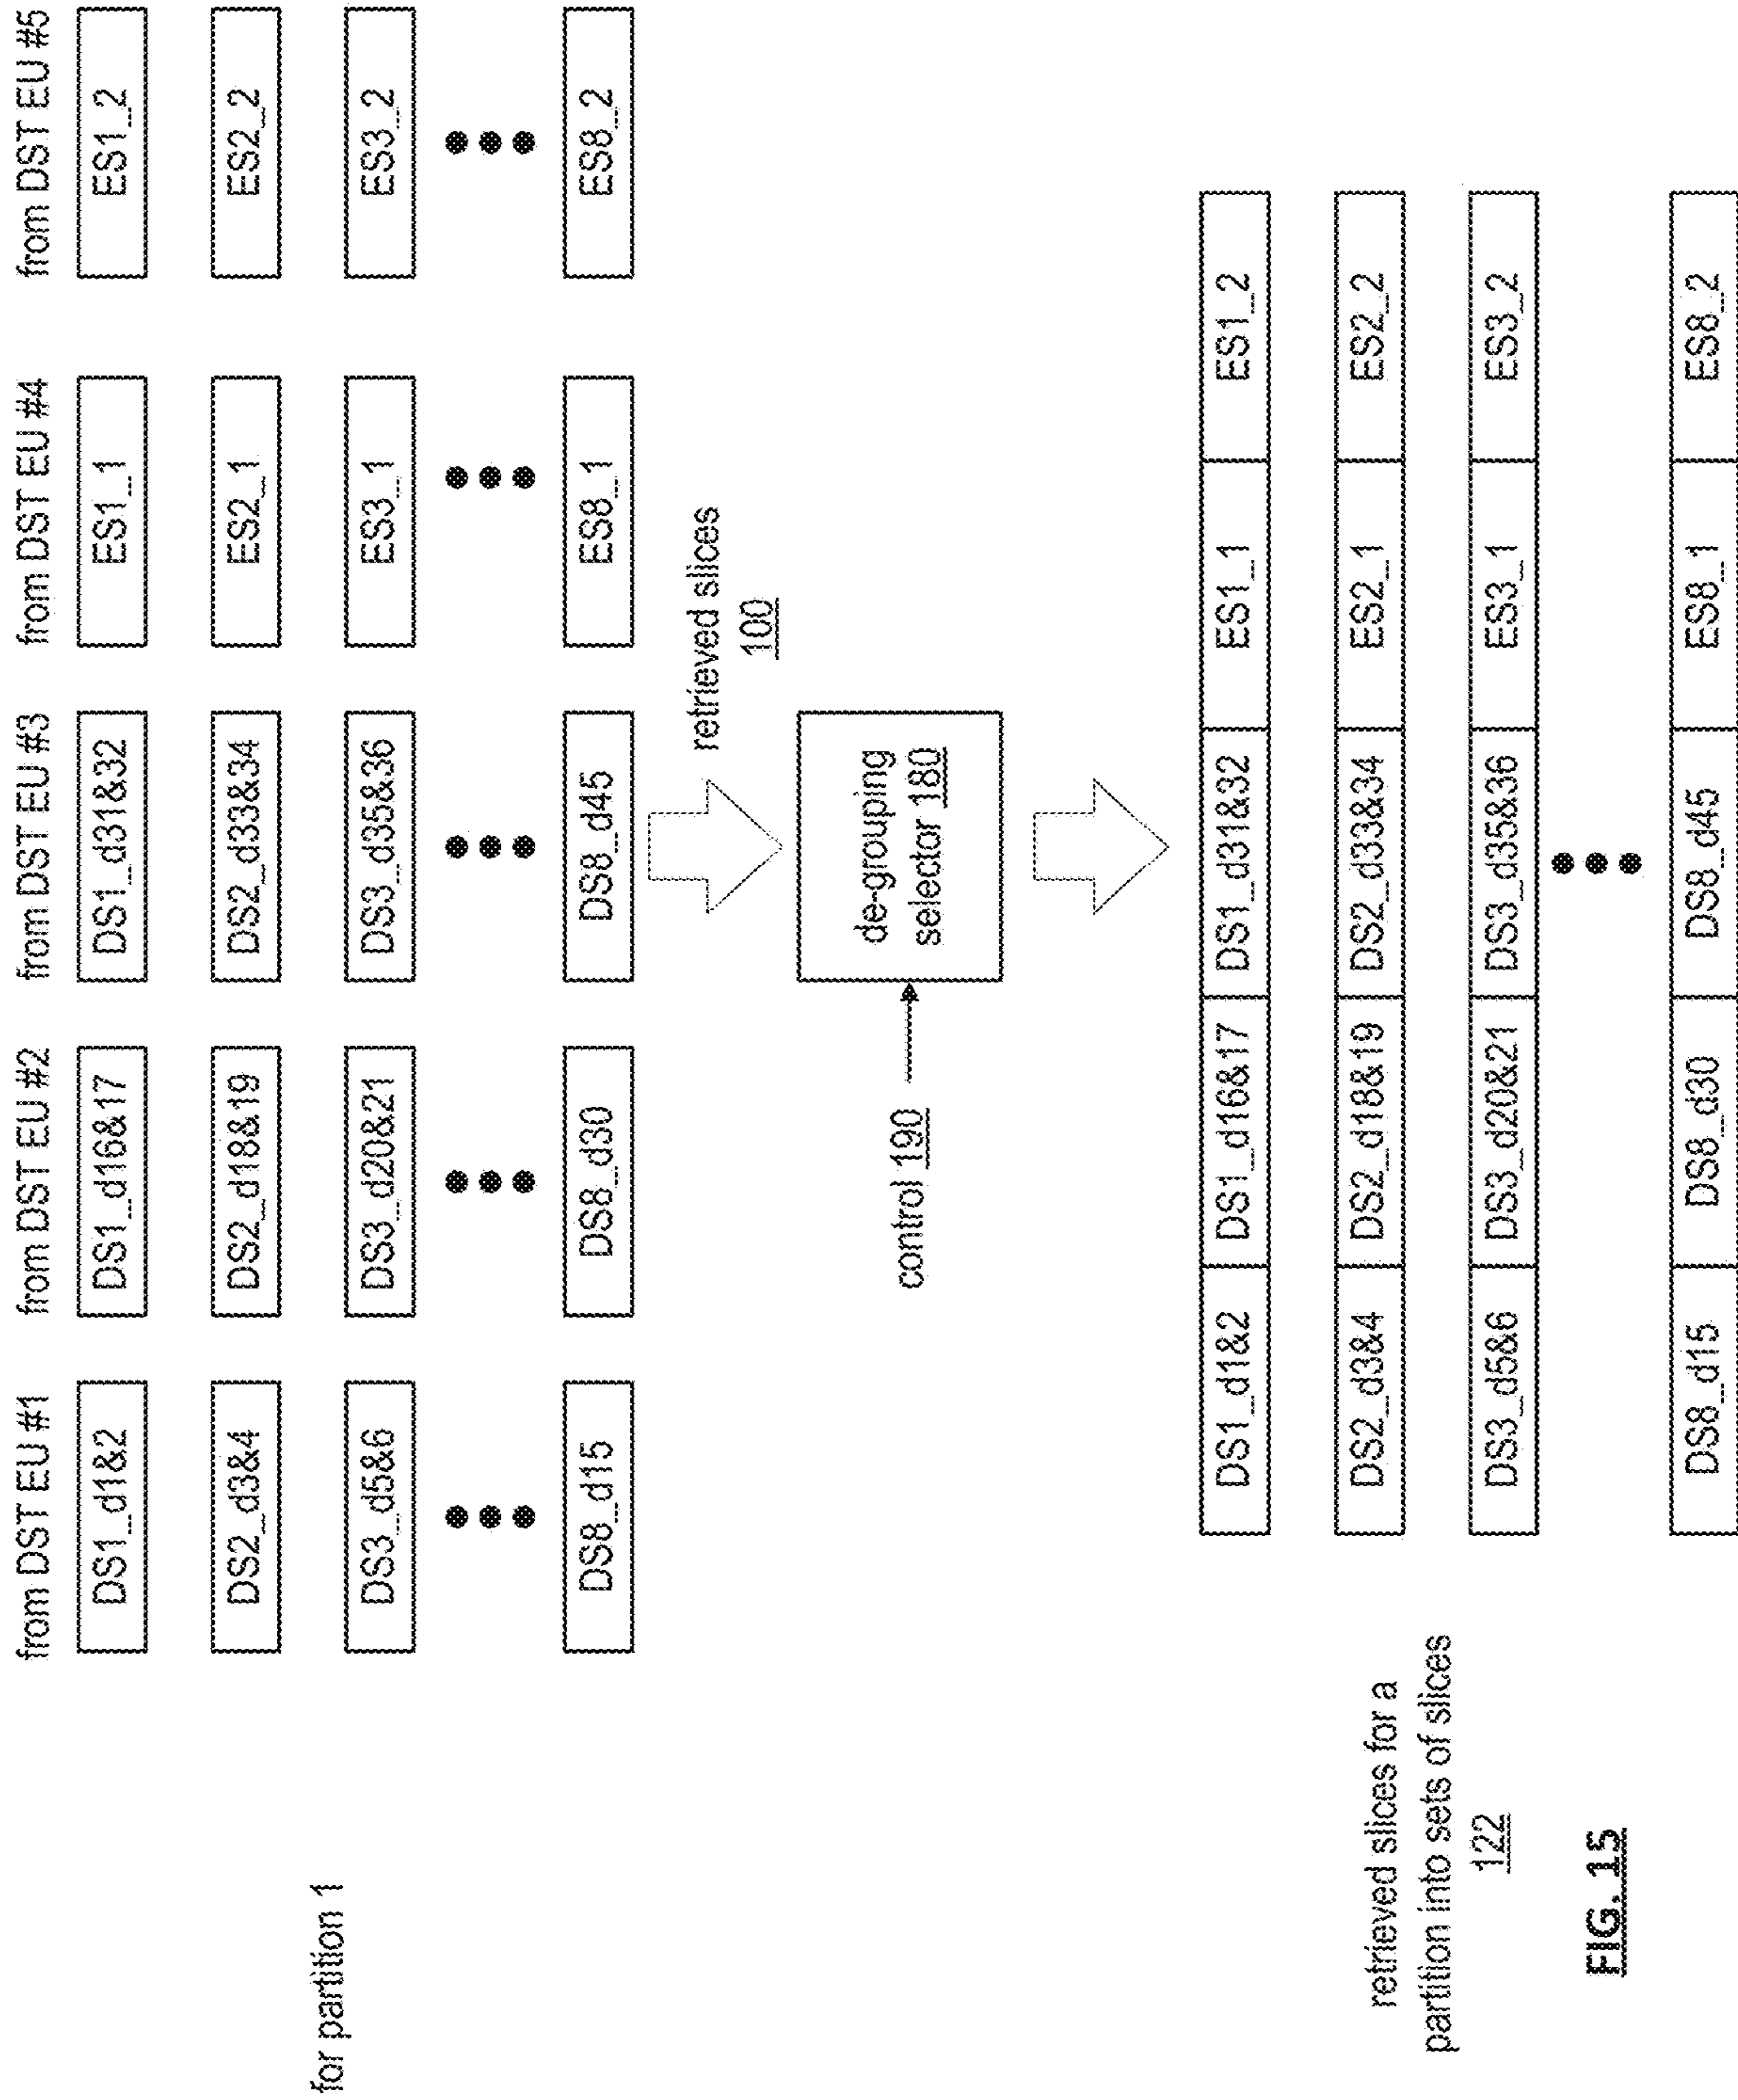 for partition 1
from DST EU #1
from DST EU #2
from DST EU #3
from DST EU #4
from DST EU #5
DS1_d1&2
DS1_d16&17
DS1_d31&32
ES1_1
ES1_2
DS2_d3&4
DS2_d18&19
DS2_d33&34
ES2_1
ES2_2
DS3_d5&6
DS3_d20&21
DS3_d35&36
ES3_1
ES3_2
DS8_d15
DS8_d30
DS8_d45
ES8_1
ES8_2
retrieved slices
100
control 190
de-grouping
selector 180
DS1_d1&2
DS1_d16&17
DS1_d31&32
ES1_1
ES1_2
DS2_d3&4
DS2_d18&19
DS2_d33&34
ES2_1
ES2_2
DS3_d5&6
DS3_d20&21
DS3_d35&36
ES3_1
ES3_2
DS8_d15
DS8_d30
DS8_d45
ES8_1
ES8_2
retrieved slices for a
partition into sets of slices
122
FIG. 15